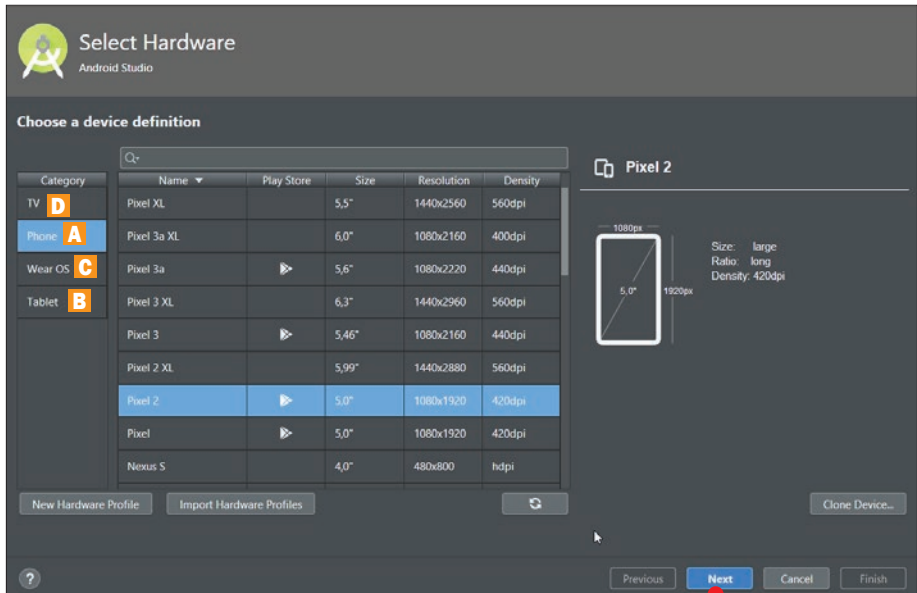 Select Hardware
Android Studio
Choose a device definition
Category Name Play Store Size Resolution Density
TV D
Phone A
Wear OS C
Tablet B
Pixel XL 5,5" 1440x2560 560dpi
Pixel 3a XL 6,0" 1080x2160 400dpi
Pixel 3a 5,6" 1080x2220 440dpi
Pixel 3 XL 6,3" 1440x2960 560dpi
Pixel 3 5,46" 1080x2160 440dpi
Pixel 2 XL 5,99" 1440x2880 560dpi
Pixel 2 5,0" 1080x1920 420dpi
Pixel 5,0" 1080x1920 420dpi
Nexus S 4,0" 480x800 hdpi
New Hardware Profile Import Hardware Profiles
Pixel 2
1080px
5,0"
1920px
Size: large
Ratio: long
Density: 420dpi
Clone Device...
?
Previous Next Cancel Finish